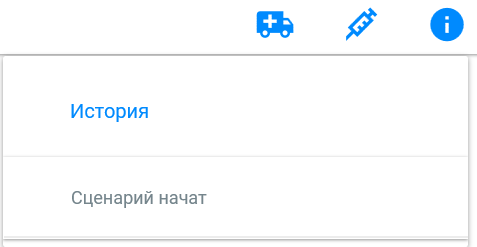 История
Сценарий начат